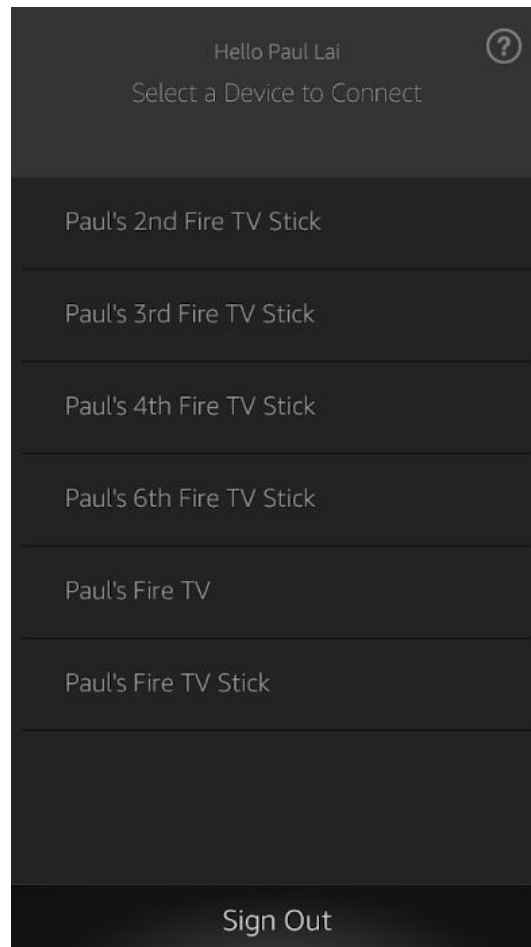 Hello Paul Lai
?
Select a Device to Connect
Paul's 2nd Fire TV Stick
Paul's 3rd Fire TV Stick
Paul's 4th Fire TV Stick
Paul's 6th Fire TV Stick
Paul's Fire TV
Paul's Fire TV Stick
Sign Out